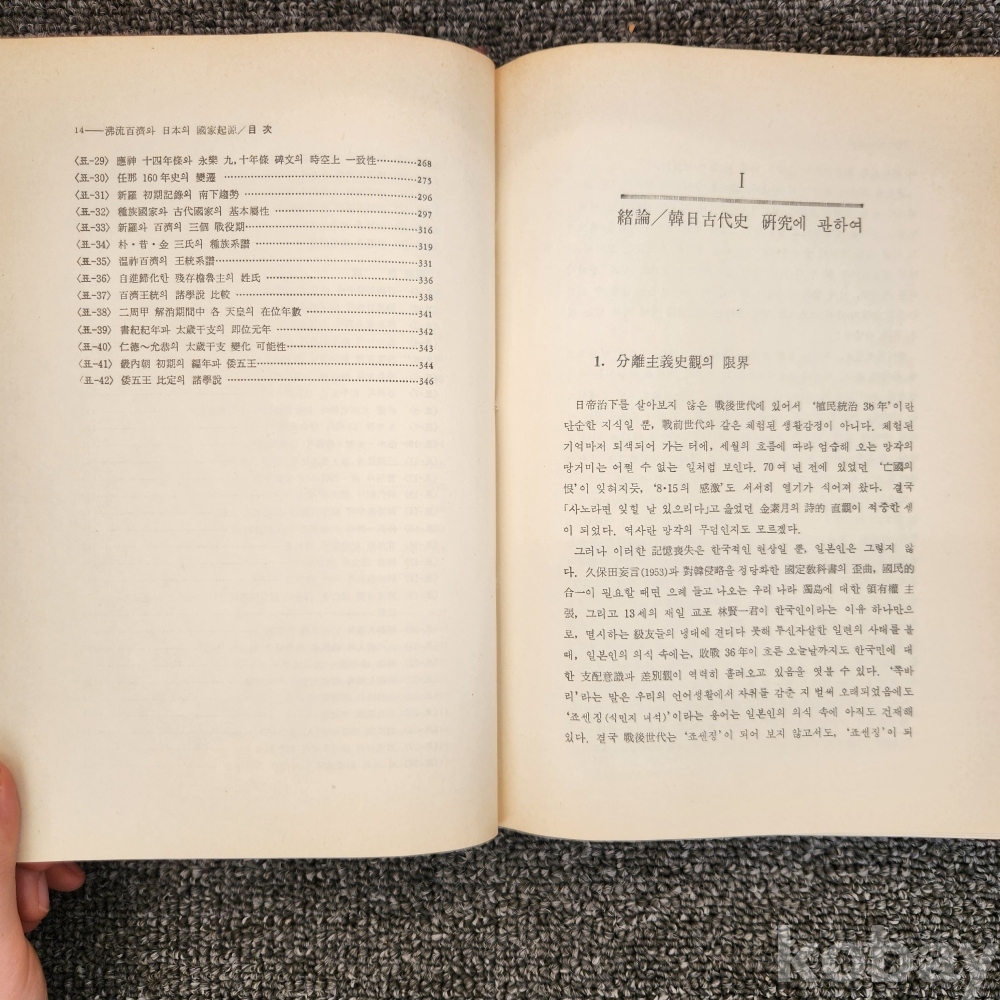 14——沸流百濟와 日本의 國家起源/目 次
〈표-29〉 應神 十四年條와 永樂 九, 十年條 碑文의 時空上 一致性…………268
〈표-30〉 任那 160年史의 變遷 …………275
〈표-31〉 新羅 初期記錄의 南下趨勢 …………296
〈표-32〉 種族國家와 古代國家의 基本屬性 …………297
〈표-33〉 新羅와 百濟의 三個 戰役期…………316
〈표-34〉 朴・昔・金 三氏의 種族系譜 …………319
〈표-35〉 溫祚百濟의 王統系譜…………331
〈표-36〉 自進歸化한 殘存檐魯主의 姓氏 …………336
〈표-37〉 百濟王統의 諸學說 比較 …………338
〈표-38〉 二周甲 解消期間中 各 天皇의 在位年數 …………341
〈표-39〉 書紀紀年과 太歲干支의 即位元年 …………342
〈표-40〉 仁德~允恭의 太歲干支 變化 可能性…………343
〈표-41〉 畿內朝 初期의 編年과 倭五王…………344
〈표-42〉 倭五王 比定의 諸學說 …………346
I
緖論/韓日古代史 硏究에 관하여
1. 分離主義史觀의 限界
日帝治下를 살아보지 않은 戰後世代에 있어서 ‘植民統治 36年’이란
단순한 지식일 뿐, 戰前世代와 같은 체험된 생활감정이 아니다. 체험된
기억마저 퇴색되어 가는 터에, 세월의 흐름에 따라 엄습해 오는 망각의
땅거미는 어쩔 수 없는 일처럼 보인다. 70여 년 전에 있었던 ‘亡國의
恨’이 잊혀지듯, ‘8·15의 感激’도 서서히 열기가 식어져 왔다. 결국
「사노라면 잊힐 날 있으리다」고 읊었던 金素月의 詩的 直觀이 적중한 셈
이 되었다. 역사란 망각의 무덤인지도 모르겠다.
그러나 이러한 記憶喪失은 한국적인 현상일 뿐, 일본인은 그렇지 않
다. 久保田妄言(1953)과 對韓侵略을 정당화한 國定敎科書의 歪曲, 國民的
合一이 필요할 때면 으례 들고 나오는 우리 나라 獨島에 대한 領有權 主
張, 그리고 13세의 재일 교포 林賢一君이 한국인이라는 이유 하나만으
로, 멸시하는 級友들의 냉대에 견디다 못해 투신자살한 일련의 사태를 볼
때, 일본인의 의식 속에는, 敗戰 36年이 흐른 오늘날까지도 한국민에 대
한 支配意識과 差別觀이 역력히 흘러오고 있음을 엿볼 수 있다. ‘쪽바
리’라는 말은 우리의 언어생활에서 자취를 감춘 지 벌써 오래되었음에도
‘죠센징(식민지 녀석)’이라는 용어는 일본인의 의식 속에 아직도 건재해
있다. 결국 戰後世代는 ‘죠센징’이 되어 보지 않고서도, ‘죠센징’이 되
kobay